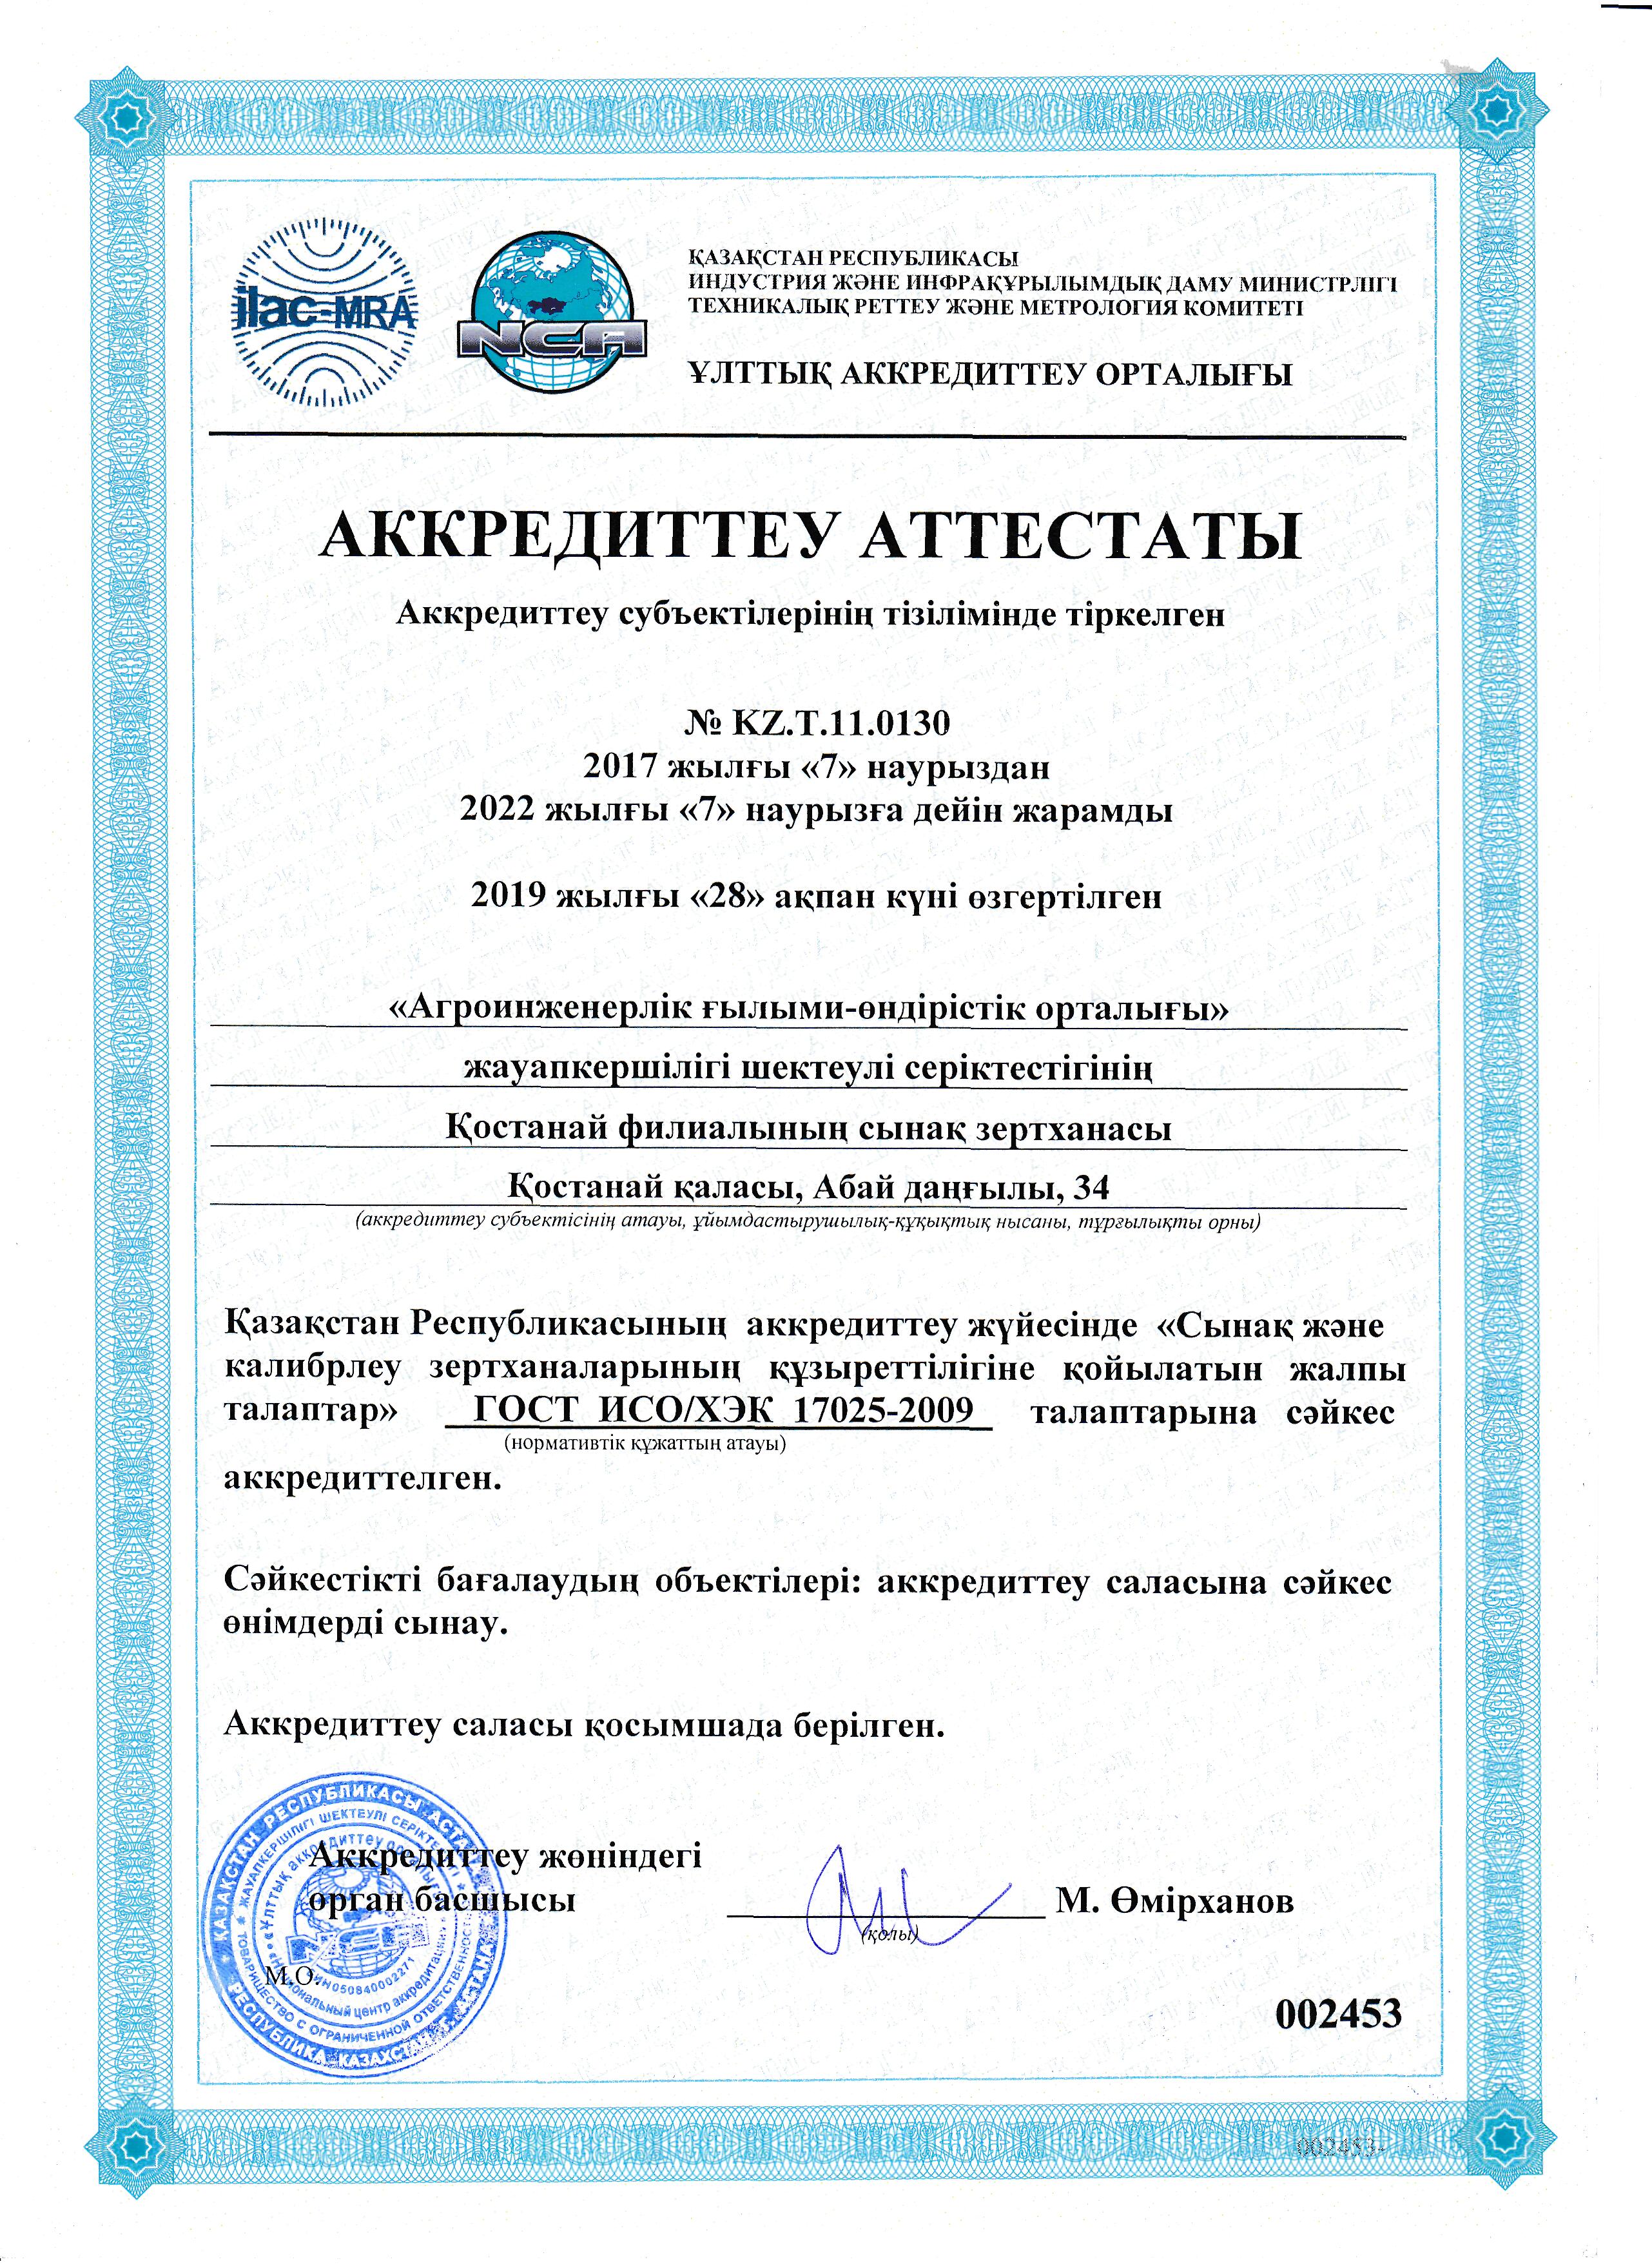 ilac-MRA
NCA
ҚАЗАҚСТАН РЕСПУБЛИКАСЫ
ИНДУСТРИЯ ЖӘНЕ ИНФРАҚҰРЫЛЫМДЫҚ ДАМУ МИНИСТРЛІГІ
ТЕХНИКАЛЫҚ РЕТТЕУ ЖӘНЕ МЕТРОЛОГИЯ КОМИТЕТІ
ҰЛТТЫҚ АККРЕДИТТЕУ ОРТАЛЫҒЫ
АККРЕДИТТЕУ АТТЕСТАТЫ
Аккредиттеу субъектілерінің тізілімінде тіркелген
№ KZ.T.11.0130
2017 жылғы «7» наурыздан
2022 жылғы «7» наурызға дейін жарамды
2019 жылғы «28» ақпан күні өзгертілген
«Агроинженерлік ғылыми-өндірістік орталығы»
жауапкершілігі шектеулі серіктестігінің
Қостанай филиалының сынақ зертханасы
Қостанай қаласы, Абай даңғылы, 34
(аккредиттеу субъектісінің атауы, ұйымдастырушылық-құқықтық нысаны, тұрғылықты орны)
Қазақстан Республикасының аккредиттеу жүйесінде «Сынақ және
калибрлеу зертханаларының құзыреттілігіне қойылатын жалпы
талаптар» ГОСТ ИСО/ХЭК 17025-2009 талаптарына сәйкес
(нормативтік құжаттың атауы)
аккредиттелген.
Сәйкестікті бағалаудың объектілері: аккредиттеу саласына сәйкес
өнімдерді сынау.
Аккредиттеу саласы қосымшада берілген.
Аккредиттеу жөніндегі
орган басшысы М. Өмірханов
(қолы)
М.О.
ҚАЗАҚСТАН РЕСПУБЛИКАСЫ АСТАНА
ЖАУАПКЕРШІЛІГІ ШЕКТЕУЛІ СЕРІКТЕСТІГІ
«Ұлттық аккредиттеу орталығы»
NCA
050840002271
«Национальный центр аккредитации»
ТОВАРИЩЕСТВО С ОГРАНИЧЕННОЙ ОТВЕТСТВЕННОСТЬЮ
РЕСПУБЛИКА КАЗАХСТАН Г. АСТАНА
002453
002453